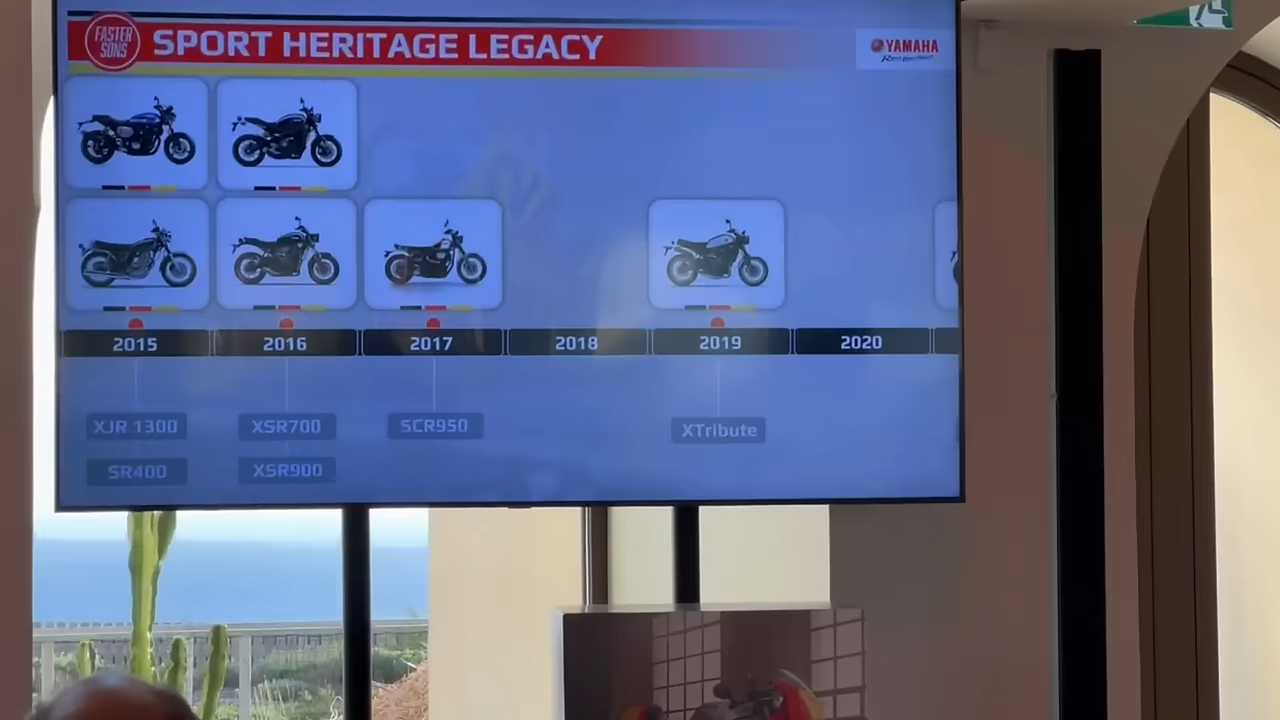 FASTER
SONS
SPORT HERITAGE LEGACY
YAMAHA
2015
2016
2017
2018
2019
2020
XJR 1300
XSR700
SCR950
XTribute
SR400
XSR900